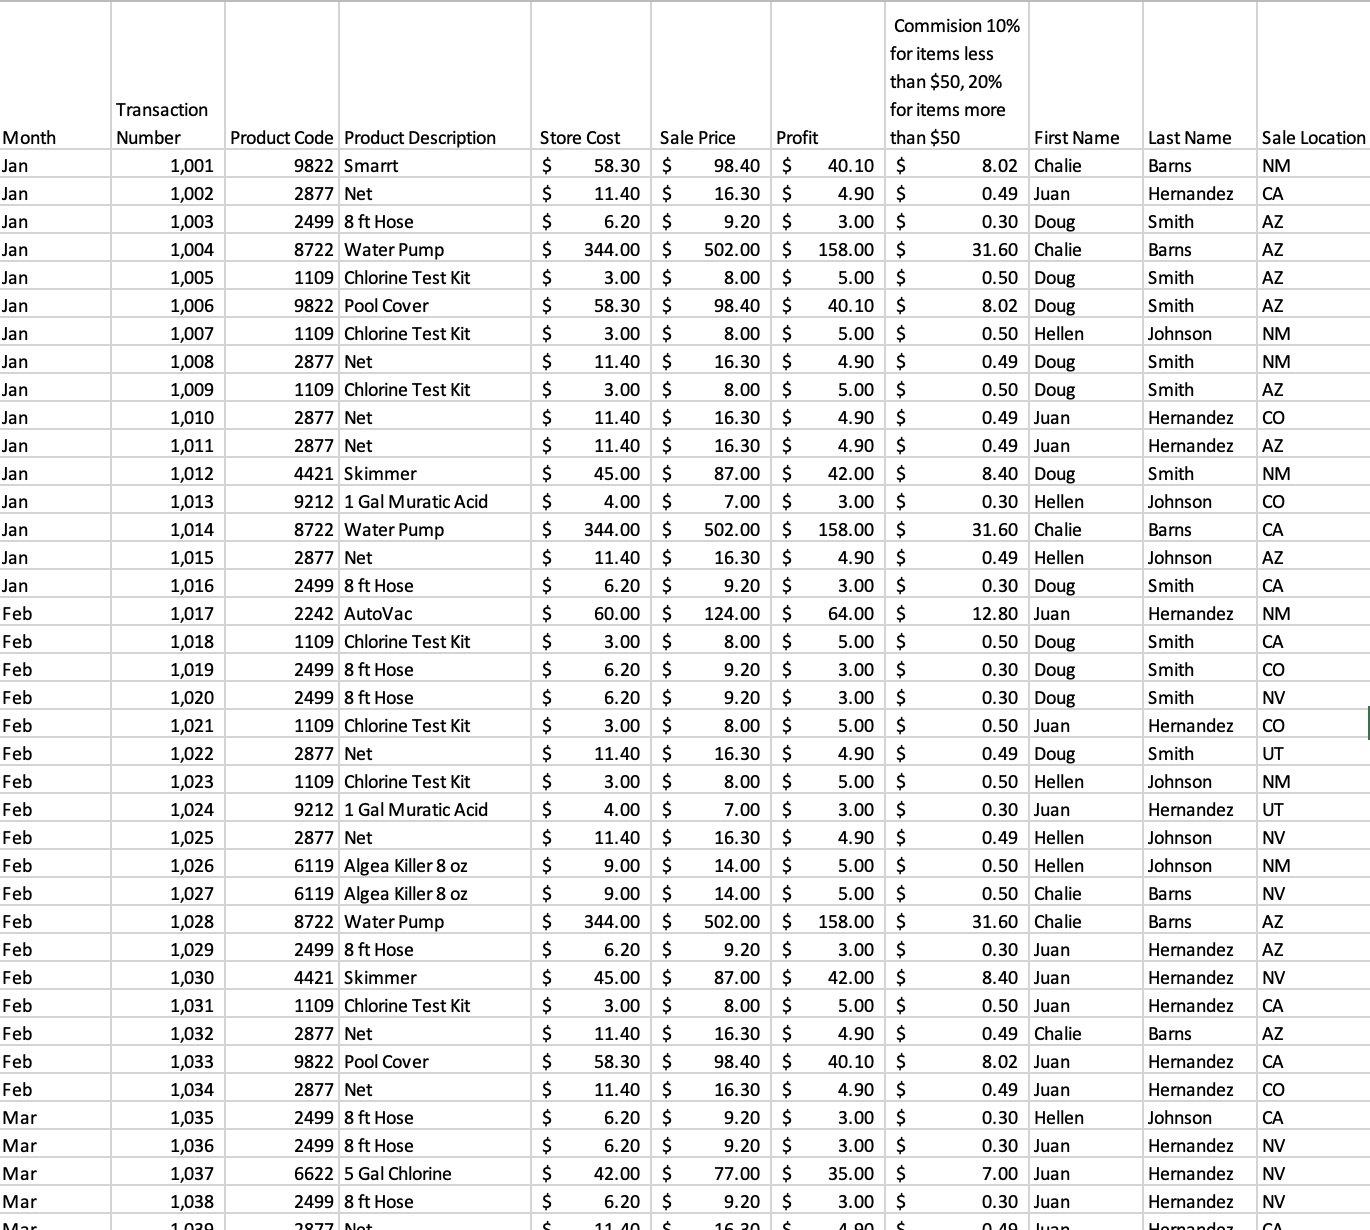 Commision 10%
for items less
than $50, 20%
Transaction for items more
Month Number Product Code Product Description Store Cost Sale Price Profit than $50 First Name Last Name Sale Location
Jan 1,001 9822 Smarrt $ 58.30 $ 98.40 $ 40.10 $ 8.02 Chalie Barns NM
Jan 1,002 2877 Net $ 11.40 $ 16.30 $ 4.90 $ 0.49 Juan Hernandez CA
Jan 1,003 2499 8 ft Hose $ 6.20 $ 9.20 $ 3.00 $ 0.30 Doug Smith AZ
Jan 1,004 8722 Water Pump $ 344.00 $ 502.00 $ 158.00 $ 31.60 Chalie Barns AZ
Jan 1,005 1109 Chlorine Test Kit $ 3.00 $ 8.00 $ 5.00 $ 0.50 Doug Smith AZ
Jan 1,006 9822 Pool Cover $ 58.30 $ 98.40 $ 40.10 $ 8.02 Doug Smith AZ
Jan 1,007 1109 Chlorine Test Kit $ 3.00 $ 8.00 $ 5.00 $ 0.50 Hellen Johnson NM
Jan 1,008 2877 Net $ 11.40 $ 16.30 $ 4.90 $ 0.49 Doug Smith NM
Jan 1,009 1109 Chlorine Test Kit $ 3.00 $ 8.00 $ 5.00 $ 0.50 Doug Smith AZ
Jan 1,010 2877 Net $ 11.40 $ 16.30 $ 4.90 $ 0.49 Juan Hernandez CO
Jan 1,011 2877 Net $ 11.40 $ 16.30 $ 4.90 $ 0.49 Juan Hernandez AZ
Jan 1,012 4421 Skimmer $ 45.00 $ 87.00 $ 42.00 $ 8.40 Doug Smith NM
Jan 1,013 9212 1 Gal Muratic Acid $ 4.00 $ 7.00 $ 3.00 $ 0.30 Hellen Johnson CO
Jan 1,014 8722 Water Pump $ 344.00 $ 502.00 $ 158.00 $ 31.60 Chalie Barns CA
Jan 1,015 2877 Net $ 11.40 $ 16.30 $ 4.90 $ 0.49 Hellen Johnson AZ
Jan 1,016 2499 8 ft Hose $ 6.20 $ 9.20 $ 3.00 $ 0.30 Doug Smith CA
Feb 1,017 2242 AutoVac $ 60.00 $ 124.00 $ 64.00 $ 12.80 Juan Hernandez NM
Feb 1,018 1109 Chlorine Test Kit $ 3.00 $ 8.00 $ 5.00 $ 0.50 Doug Smith CA
Feb 1,019 2499 8 ft Hose $ 6.20 $ 9.20 $ 3.00 $ 0.30 Doug Smith CO
Feb 1,020 2499 8 ft Hose $ 6.20 $ 9.20 $ 3.00 $ 0.30 Doug Smith NV
Feb 1,021 1109 Chlorine Test Kit $ 3.00 $ 8.00 $ 5.00 $ 0.50 Juan Hernandez CO
Feb 1,022 2877 Net $ 11.40 $ 16.30 $ 4.90 $ 0.49 Doug Smith UT
Feb 1,023 1109 Chlorine Test Kit $ 3.00 $ 8.00 $ 5.00 $ 0.50 Hellen Johnson NM
Feb 1,024 9212 1 Gal Muratic Acid $ 4.00 $ 7.00 $ 3.00 $ 0.30 Juan Hernandez UT
Feb 1,025 2877 Net $ 11.40 $ 16.30 $ 4.90 $ 0.49 Hellen Johnson NV
Feb 1,026 6119 Algea Killer 8 oz $ 9.00 $ 14.00 $ 5.00 $ 0.50 Hellen Johnson NM
Feb 1,027 6119 Algea Killer 8 oz $ 9.00 $ 14.00 $ 5.00 $ 0.50 Chalie Barns NV
Feb 1,028 8722 Water Pump $ 344.00 $ 502.00 $ 158.00 $ 31.60 Chalie Barns AZ
Feb 1,029 2499 8 ft Hose $ 6.20 $ 9.20 $ 3.00 $ 0.30 Juan Hernandez AZ
Feb 1,030 4421 Skimmer $ 45.00 $ 87.00 $ 42.00 $ 8.40 Juan Hernandez NV
Feb 1,031 1109 Chlorine Test Kit $ 3.00 $ 8.00 $ 5.00 $ 0.50 Juan Hernandez CA
Feb 1,032 2877 Net $ 11.40 $ 16.30 $ 4.90 $ 0.49 Chalie Barns AZ
Feb 1,033 9822 Pool Cover $ 58.30 $ 98.40 $ 40.10 $ 8.02 Juan Hernandez CA
Feb 1,034 2877 Net $ 11.40 $ 16.30 $ 4.90 $ 0.49 Juan Hernandez CO
Mar 1,035 2499 8 ft Hose $ 6.20 $ 9.20 $ 3.00 $ 0.30 Hellen Johnson CA
Mar 1,036 2499 8 ft Hose $ 6.20 $ 9.20 $ 3.00 $ 0.30 Juan Hernandez NV
Mar 1,037 6622 5 Gal Chlorine $ 42.00 $ 77.00 $ 35.00 $ 7.00 Juan Hernandez NV
Mar 1,038 2499 8 ft Hose $ 6.20 $ 9.20 $ 3.00 $ 0.30 Juan Hernandez NV
Mar 1,039 2877 Net $ 11.40 $ 16.30 $ 4.90 $ 0.49 Juan Hernandez CA